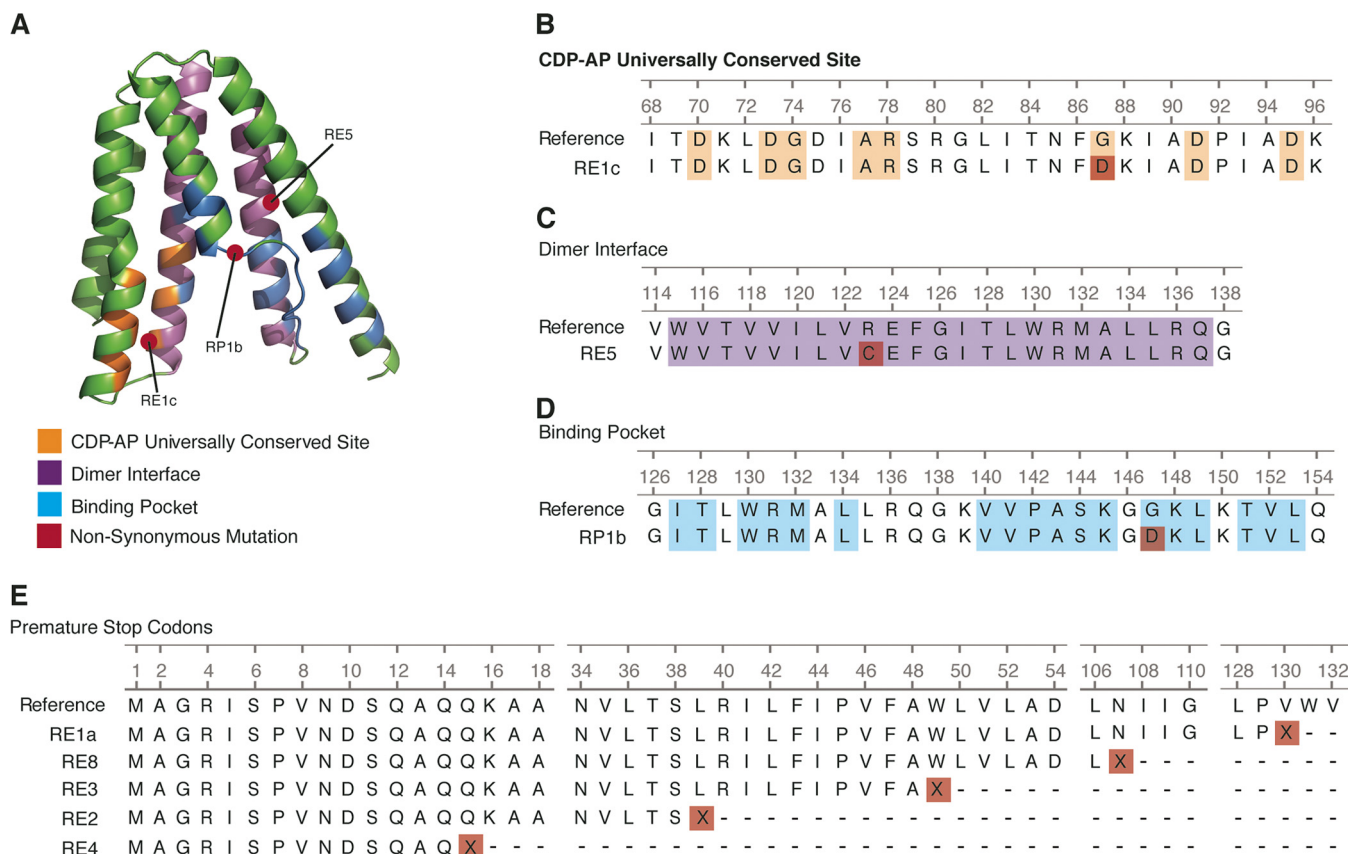 A
RE5
RP1b
RE1c
CDP-AP Universally Conserved Site
Dimer Interface
Binding Pocket
Non-Synonymous Mutation
B
CDP-AP Universally Conserved Site
68 70 72 74 76 78 80 82 84 86 88 90 92 94 96
Reference I T D K L D G D I A R S R G L I T N F G K I A D P I A D K
RE1c I T D K L D G D I A R S R G L I T N F D K I A D P I A D K
C
Dimer Interface
114 116 118 120 122 124 126 128 130 132 134 136 138
Reference V W V T V V I L V R E F G I T L W R M A L L R Q G
RE5 V W V T V V I L V C E F G I T L W R M A L L R Q G
D
Binding Pocket
126 128 130 132 134 136 138 140 142 144 146 148 150 152 154
Reference G I T L W R M A L L R Q G K V V P A S K G G K L K T V L Q
RP1b G I T L W R M A L L R Q G K V V P A S K G D K L K T V L Q
E
Premature Stop Codons
1 2 4 6 8 10 12 14 16 18 34 36 38 40 42 44 46 48 50 52 54 106 108 110 128 130 132
Reference M A G R I S P V N D S Q A Q Q K A A N V L T S L R I L F I P V F A W L V L A D L N I I G L P V W V
RE1a M A G R I S P V N D S Q A Q Q K A A N V L T S L R I L F I P V F A W L V L A D L N I I G L P X - -
RE8 M A G R I S P V N D S Q A Q Q K A A N V L T S L R I L F I P V F A W L V L A D L X - - - - - - - -
RE3 M A G R I S P V N D S Q A Q Q K A A N V L T S L R I L F I P V F A X - - - - - - - - - - - - - - -
RE2 M A G R I S P V N D S Q A Q Q K A A N V L T S X - - - - - - - - - - - - - - - - - - - - - - - - -
RE4 M A G R I S P V N D S Q A Q X - - - - - - - - - - - - - - - - - - - - - - - - - - - - - - - - - -